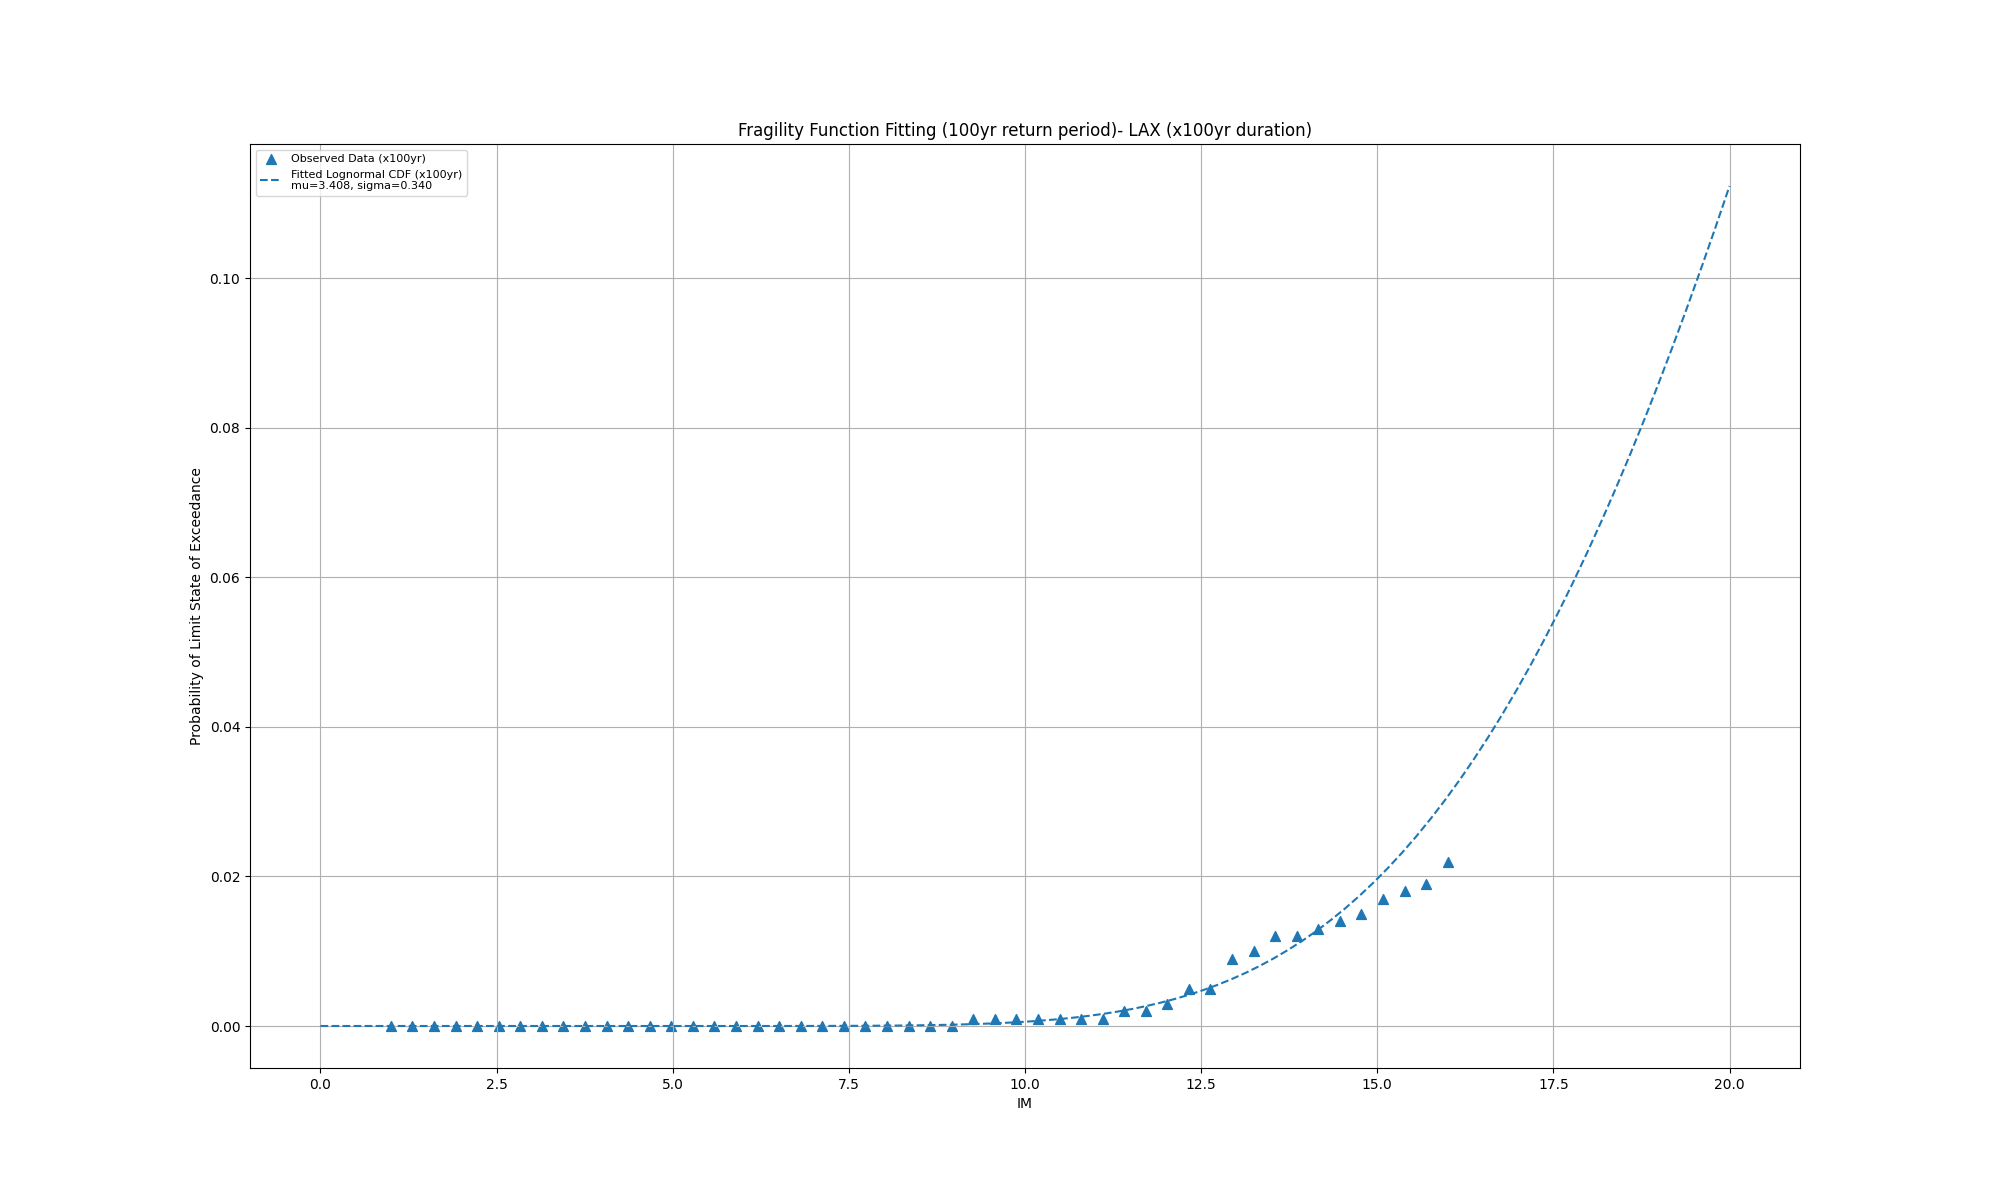 Fragility Function Fitting (100yr return period)- LAX (x100yr duration)
Observed Data (x100yr)
Fitted Lognormal CDF (x100yr)
mu=3.408, sigma=0.340
Probability of Limit State of Exceedance
0.10
0.08
0.06
0.04
0.02
0.00
0.0 2.5 5.0 7.5 10.0 12.5 15.0 17.5 20.0
IM